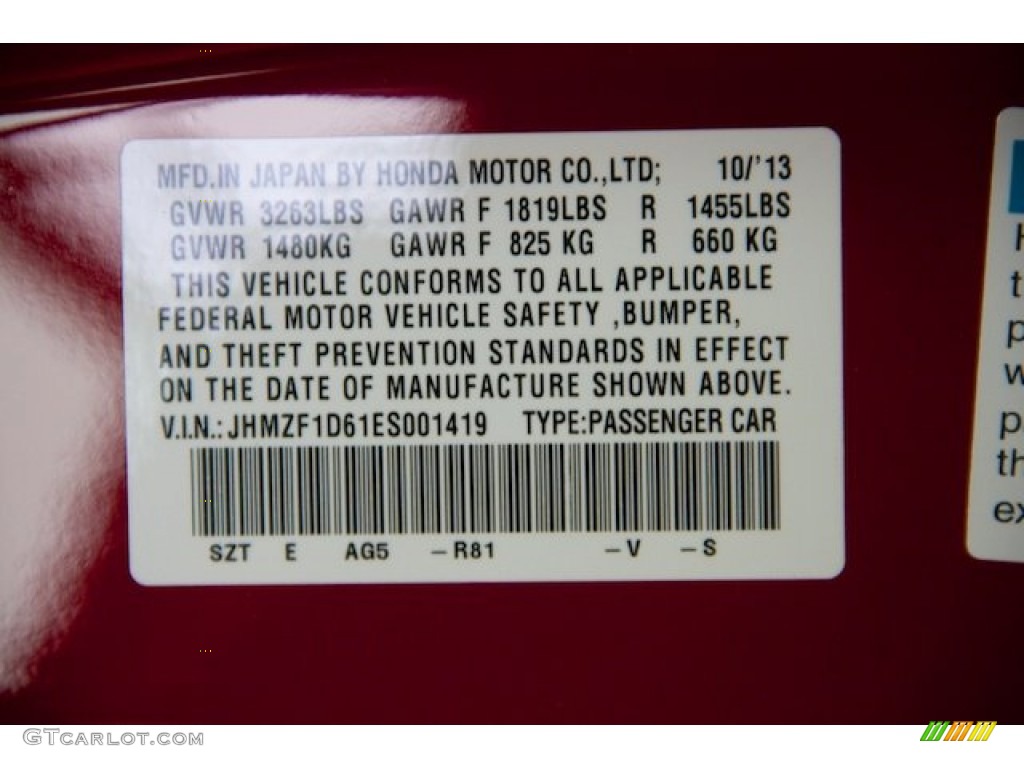 MFD.IN JAPAN BY HONDA MOTOR CO.,LTD; 10/'13
GVWR 3263LBS GAWR F 1819LBS R 1455LBS
GVWR 1480KG GAWR F 825 KG R 660 KG
THIS VEHICLE CONFORMS TO ALL APPLICABLE
FEDERAL MOTOR VEHICLE SAFETY ,BUMPER,
AND THEFT PREVENTION STANDARDS IN EFFECT
ON THE DATE OF MANUFACTURE SHOWN ABOVE.
V.I.N.: JHMZF1D61ES001419 TYPE:PASSENGER CAR
SZT E AG5 –R81 –V –S
GTCARLOT.COM